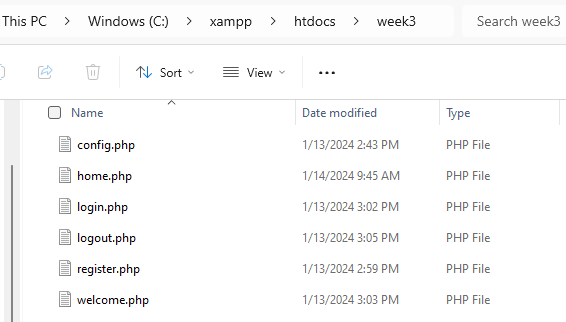 This PC > Windows (C:) > xampp > htdocs > week3 Search week3
Sort View ...
Name Date modified Type
config.php 1/13/2024 2:43 PM PHP File
home.php 1/14/2024 9:45 AM PHP File
login.php 1/13/2024 3:02 PM PHP File
logout.php 1/13/2024 3:05 PM PHP File
register.php 1/13/2024 2:59 PM PHP File
welcome.php 1/13/2024 3:03 PM PHP File